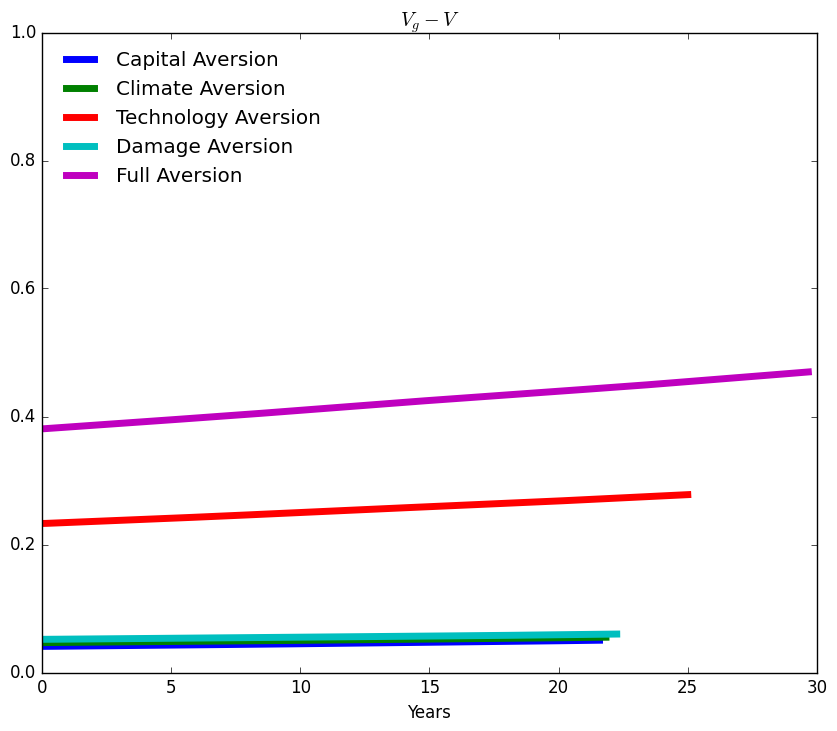 V_g − V
1.0
Capital Aversion
Climate Aversion
Technology Aversion
Damage Aversion
Full Aversion
0.8
0.6
0.4
0.2
0.0
0 5 10 15 20 25 30
Years